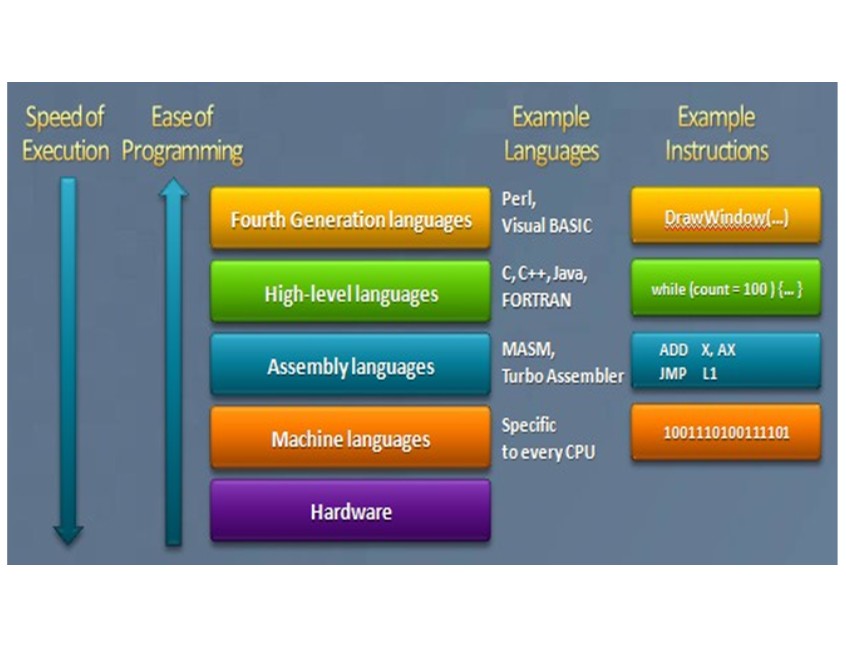 Speed of Execution
Ease of Programming
Example Languages
Example Instructions
Fourth Generation languages
Perl,
Visual BASIC
DrawWindow(...)
High-level languages
C, C++, Java,
FORTRAN
while (count = 100 ) {... }
Assembly languages
MASM,
Turbo Assembler
ADD X, AX
JMP L1
Machine languages
Specific
to every CPU
1001110100111101
Hardware